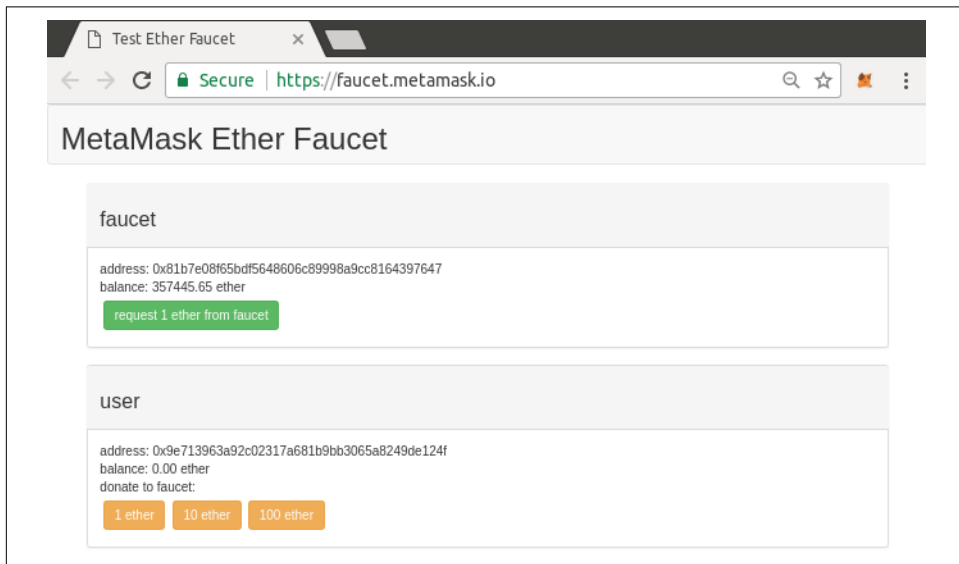 Test Ether Faucet
Secure | https://faucet.metamask.io
MetaMask Ether Faucet
faucet
address: 0x81b7e08f65bdf5648606c89998a9cc8164397647
balance: 357445.65 ether
request 1 ether from faucet
user
address: 0x9e713963a92c02317a681b9bb3065a8249de124f
balance: 0.00 ether
donate to faucet:
1 ether 10 ether 100 ether